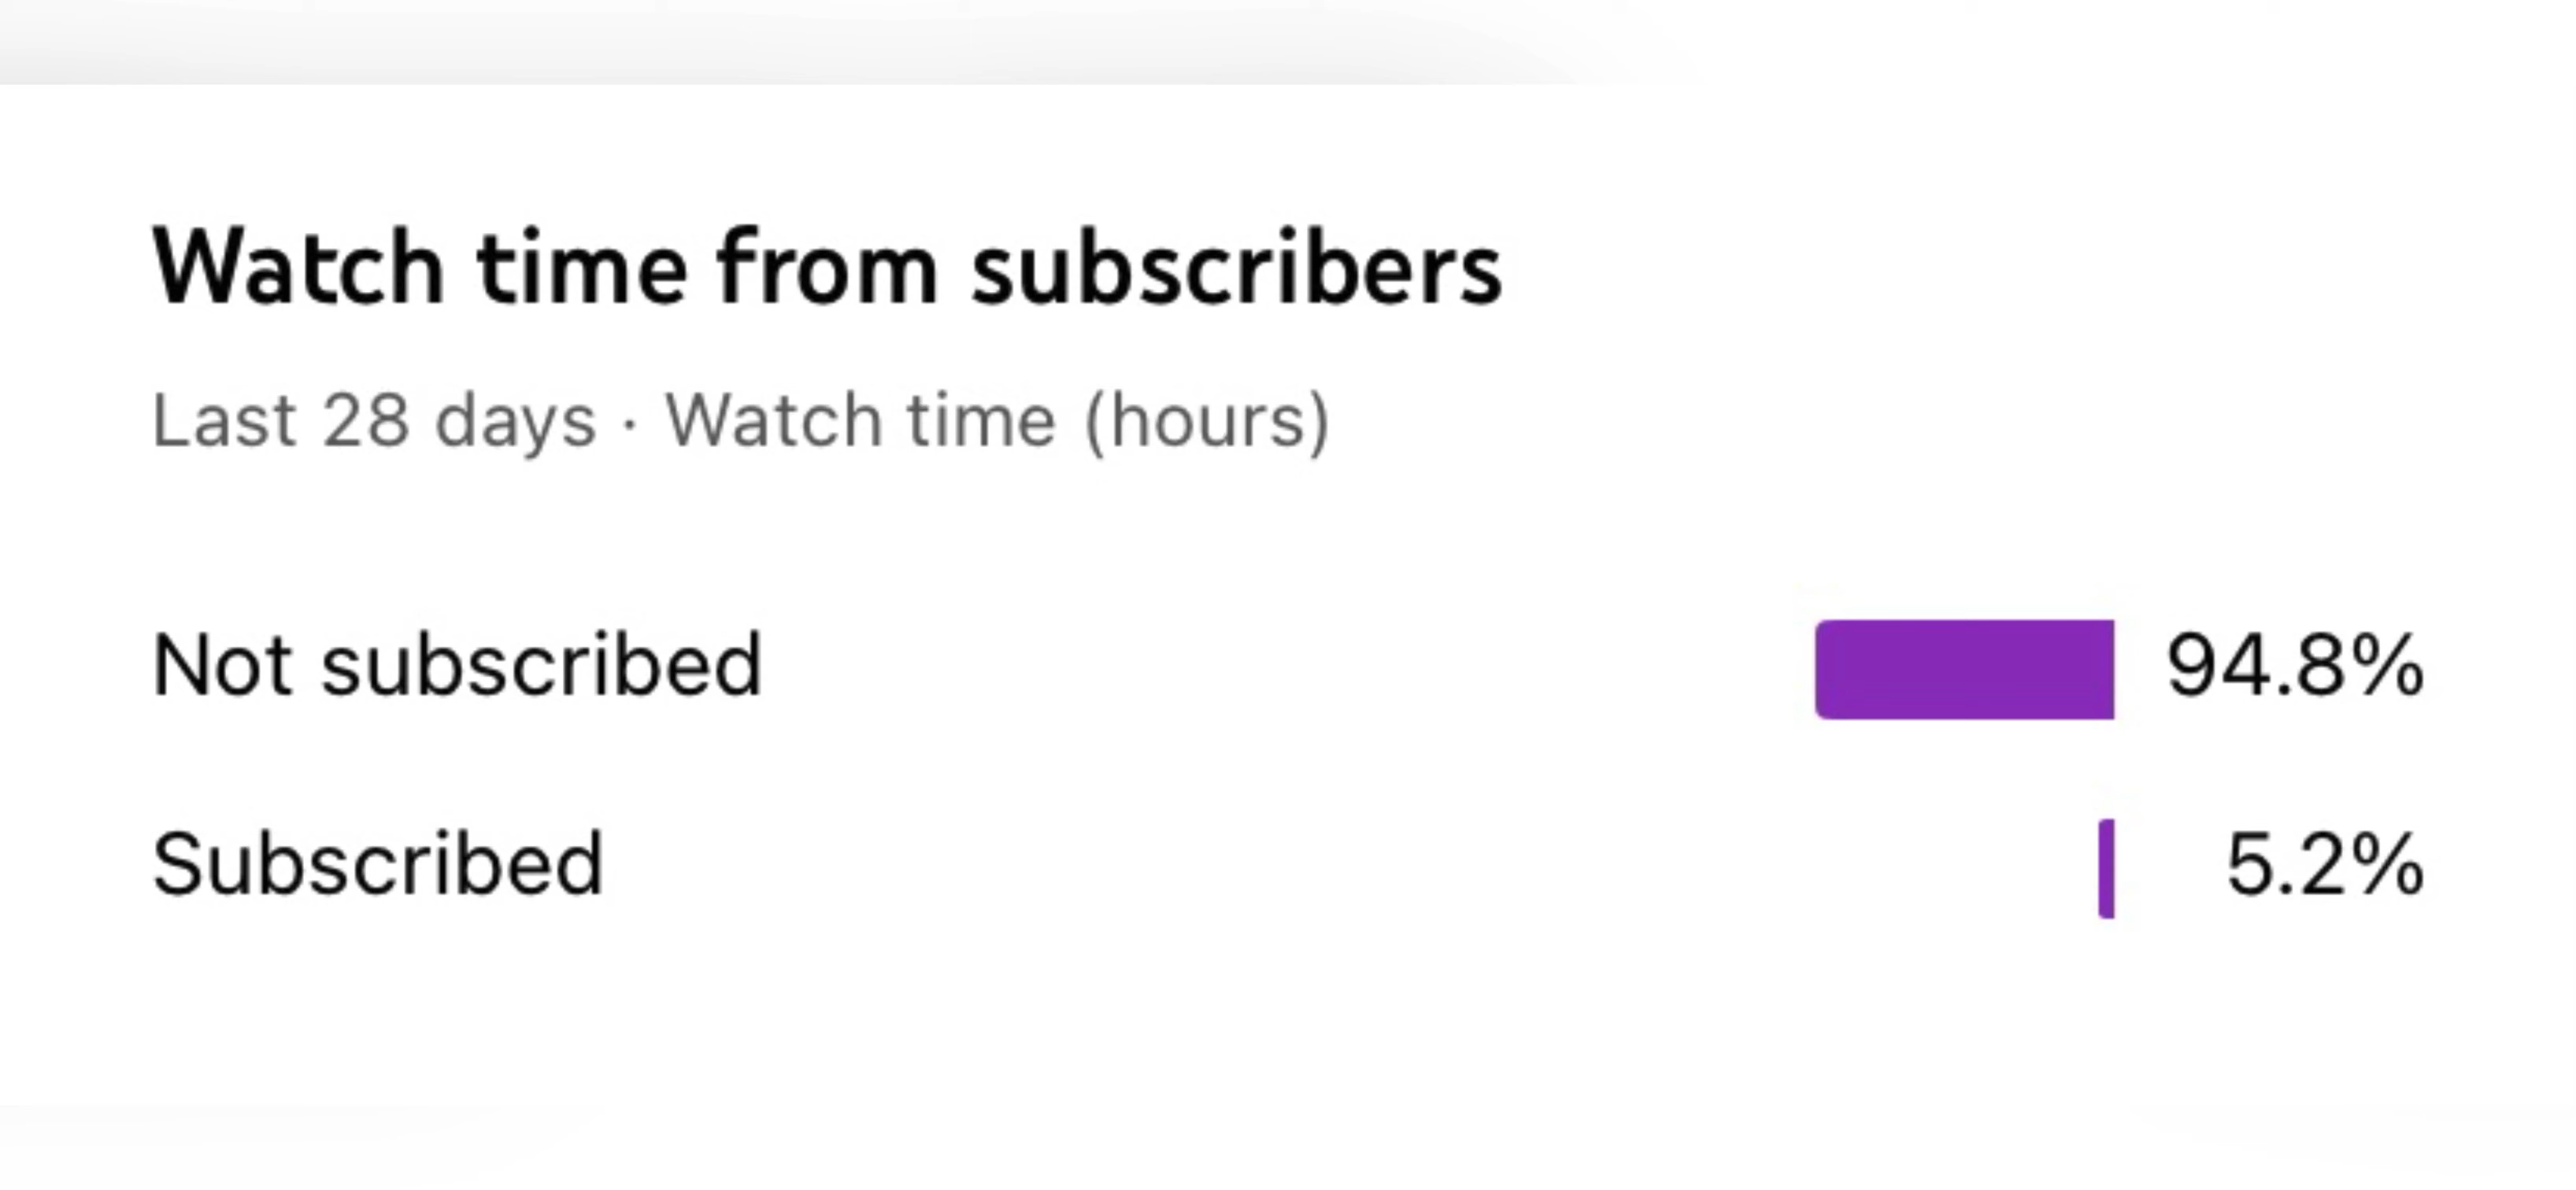 Watch time from subscribers
Last 28 days · Watch time (hours)
Not subscribed 94.8%
Subscribed 5.2%